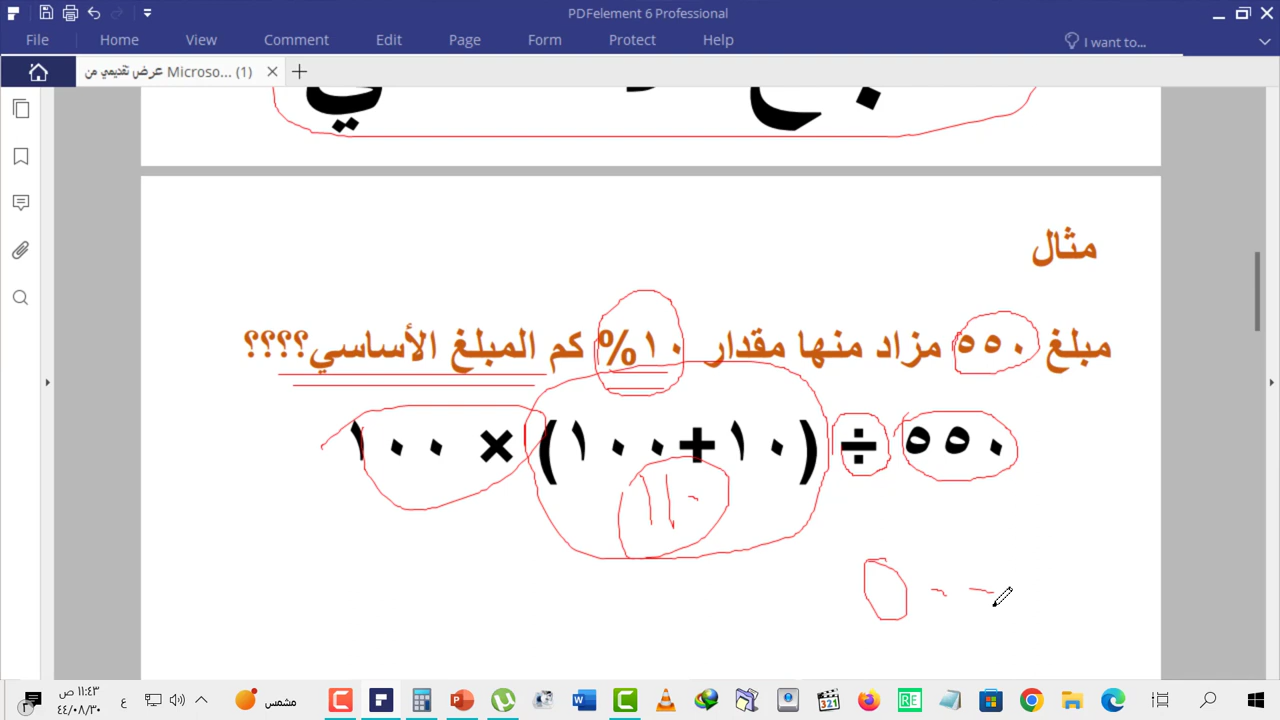 PDFelement 6 Professional
File Home View Comment Edit Page Form Protect Help I want to...
عرض تقديمي من Microso... (1)
مثال
مبلغ ٥٥٠ مزاد منها مقدار ١٠% كم المبلغ الأساسي؟؟؟؟
٥٥٠ ÷ (١٠+١٠٠) × ١٠٠
١١٠
٥٠٠
مشمس
ع
١١:٤٣ ص
٤٤/٠٨/٣٠